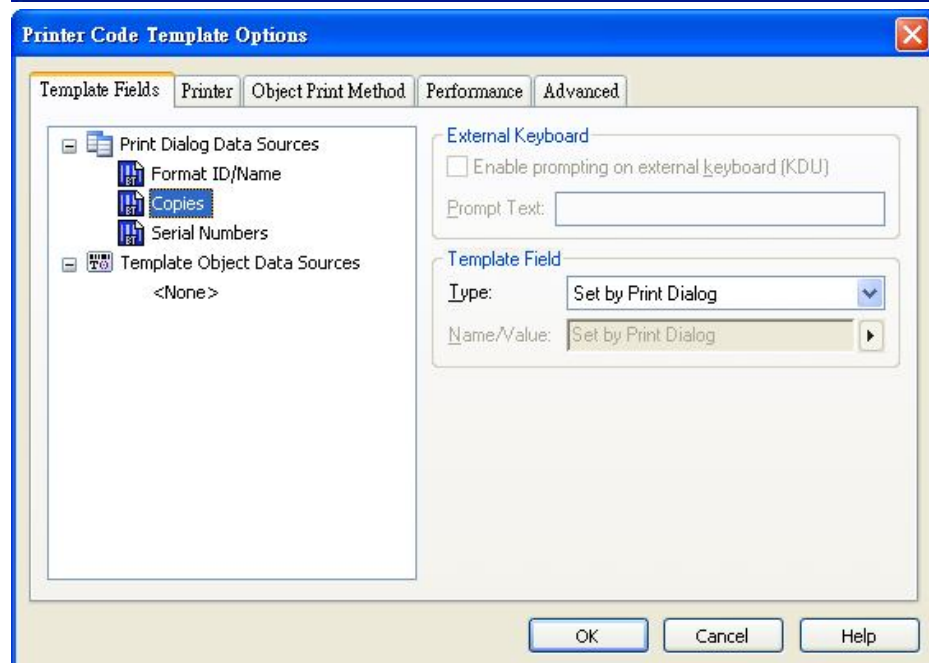 Printer Code Template Options
Template Fields Printer Object Print Method Performance Advanced
Print Dialog Data Sources
Format ID/Name
Copies
Serial Numbers
Template Object Data Sources
<None>
External Keyboard
Enable prompting on external keyboard (KDU)
Prompt Text:
Template Field
Type: Set by Print Dialog
Name/Value: Set by Print Dialog
OK Cancel Help